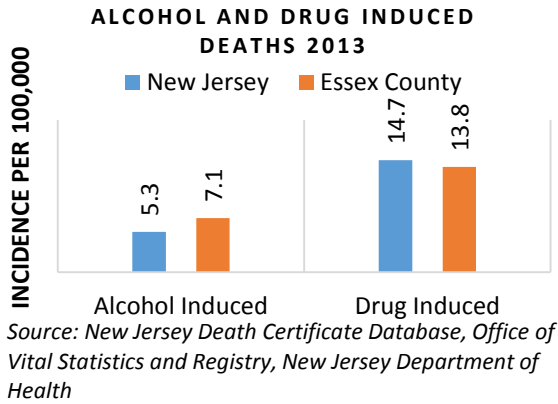 ALCOHOL AND DRUG INDUCED
DEATHS 2013
New Jersey Essex County
INCIDENCE PER 100,000
5.3
7.1
14.7
13.8
Alcohol Induced Drug Induced
Source: New Jersey Death Certificate Database, Office of
Vital Statistics and Registry, New Jersey Department of
Health